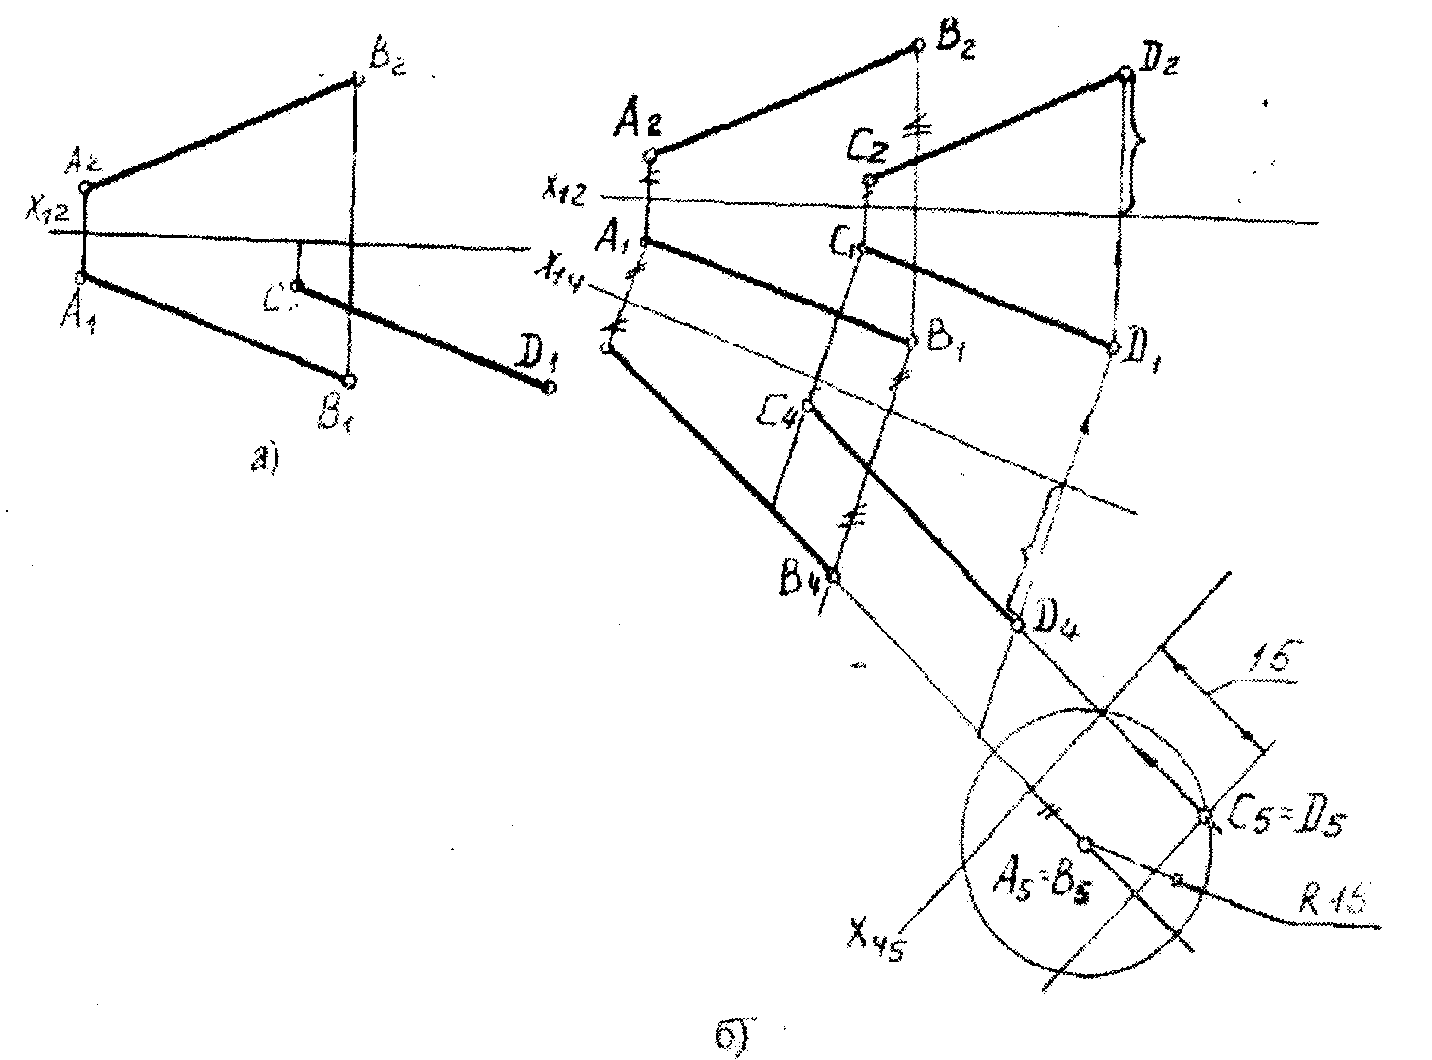 B₂
A₂
X₁₂
A₁
C₁
D₁
B₁
а)
B₂
D₂
A₂
C₂
X₁₂
A₁
C₁
X₁₄
B₁
D₁
C₄
B₄
D₄
15
C₅=D₅
A₅=B₅
R 15
X₄₅
б)